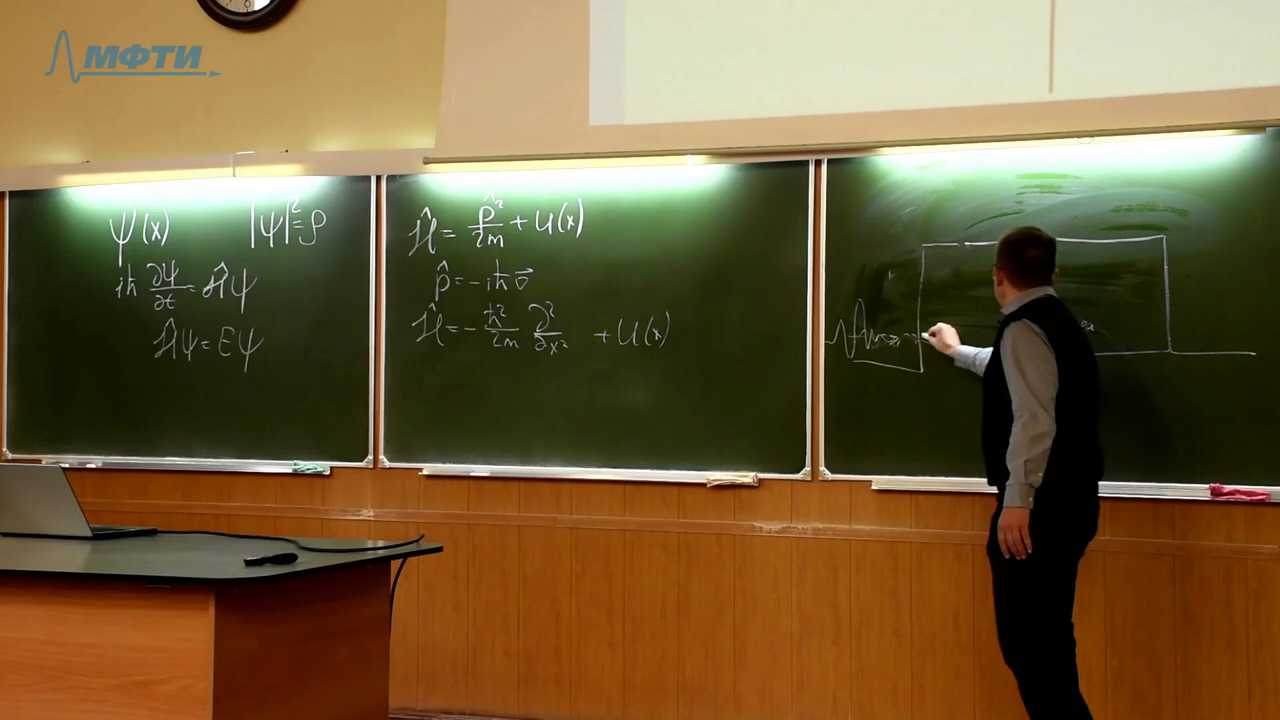 МФТИ
ψ(x) |ψ|²=ρ
iħ ∂ψ/∂t = Ĥψ
Ĥψ = Eψ
Ĥ = p̂²/2m + U(x)
p̂ = -iħ∇⃗
Ĥ = - ħ²/2m ∂²/∂x² + U(x)